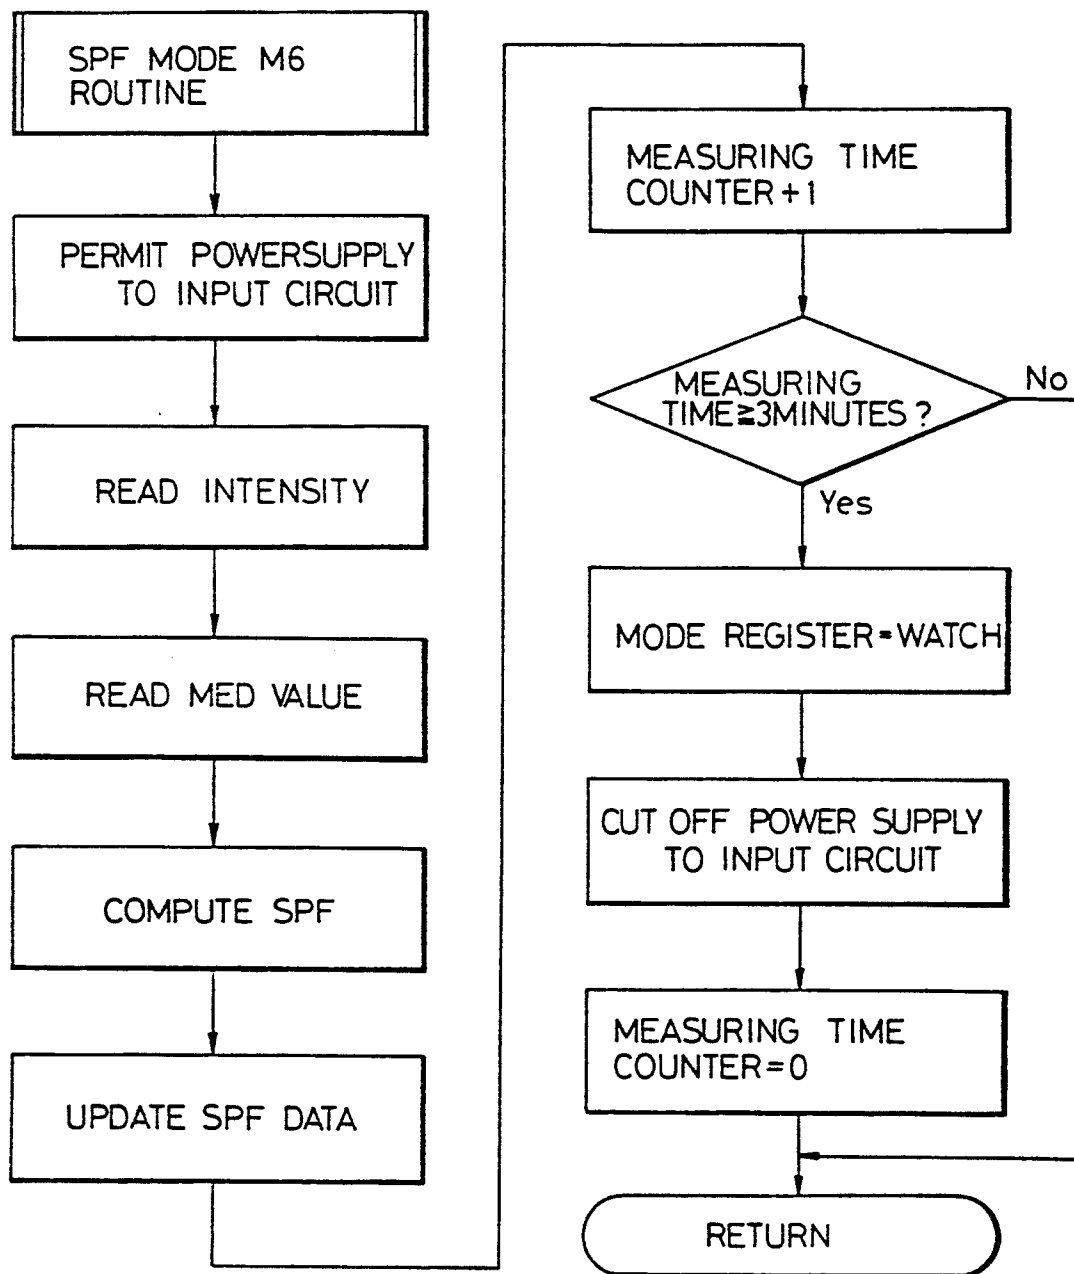 SPF MODE M6
ROUTINE
PERMIT POWERSUPPLY
TO INPUT CIRCUIT
READ INTENSITY
READ MED VALUE
COMPUTE SPF
UPDATE SPF DATA
MEASURING TIME
COUNTER+1
MEASURING
TIME≧3MINUTES?
No
Yes
MODE REGISTER=WATCH
CUT OFF POWER SUPPLY
TO INPUT CIRCUIT
MEASURING TIME
COUNTER=0
RETURN